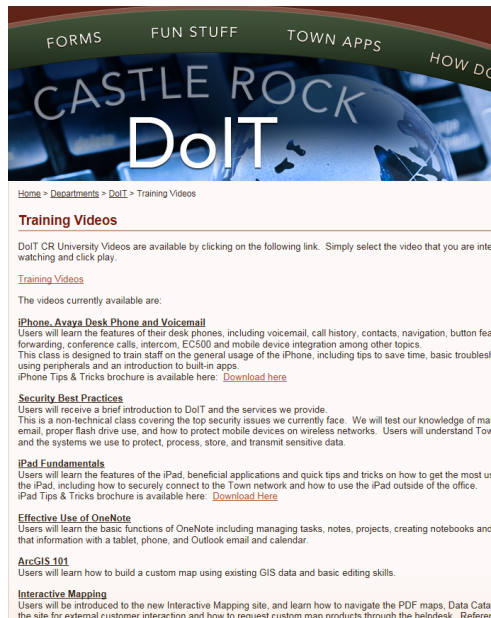 FORMS FUN STUFF TOWN APPS HOW DO
CASTLE ROCK
DoIT
Home > Departments > DoIT > Training Videos
Training Videos
DoIT CR University Videos are available by clicking on the following link. Simply select the video that you are
watching and click play.
Training Videos
The videos currently available are:
iPhone, Avaya Desk Phone and Voicemail
Users will learn the features of their desk phones, including voicemail, call history, contacts, navigation, button
forwarding, conference calls, intercom, EC500 and mobile device integration among other topics.
This class is designed to train staff on the general usage of the iPhone, including tips to save time, basic
using peripherals and an introduction to built-in apps.
iPhone Tips & Tricks brochure is available here: Download here
Security Best Practices
Users will receive a brief introduction to DoIT and the services we provide.
This is a non-technical class covering the top security issues we currently face. We will test our knowledge of
email, proper flash drive use, and how to protect mobile devices on wireless networks. Users will understand
and the systems we use to protect, process, store, and transmit sensitive data.
iPad Fundamentals
Users will learn the features of the iPad, beneficial applications and quick tips and tricks on how to get the most
the iPad, including how to securely connect to the Town network and how to use the iPad outside of the office.
iPad Tips & Tricks brochure is available here: Download Here
Effective Use of OneNote
Users will learn the basic functions of OneNote including managing tasks, notes, projects, creating notebooks and
that information with a tablet, phone, and Outlook email and calendar.
ArcGIS 101
Users will learn how to build a custom map using existing GIS data and basic editing skills.
Interactive Mapping
Users will be introduced to the new Interactive Mapping site, and learn how to navigate the PDF maps, Data
the site for external customer interaction and how to request custom map products through the helpdesk.